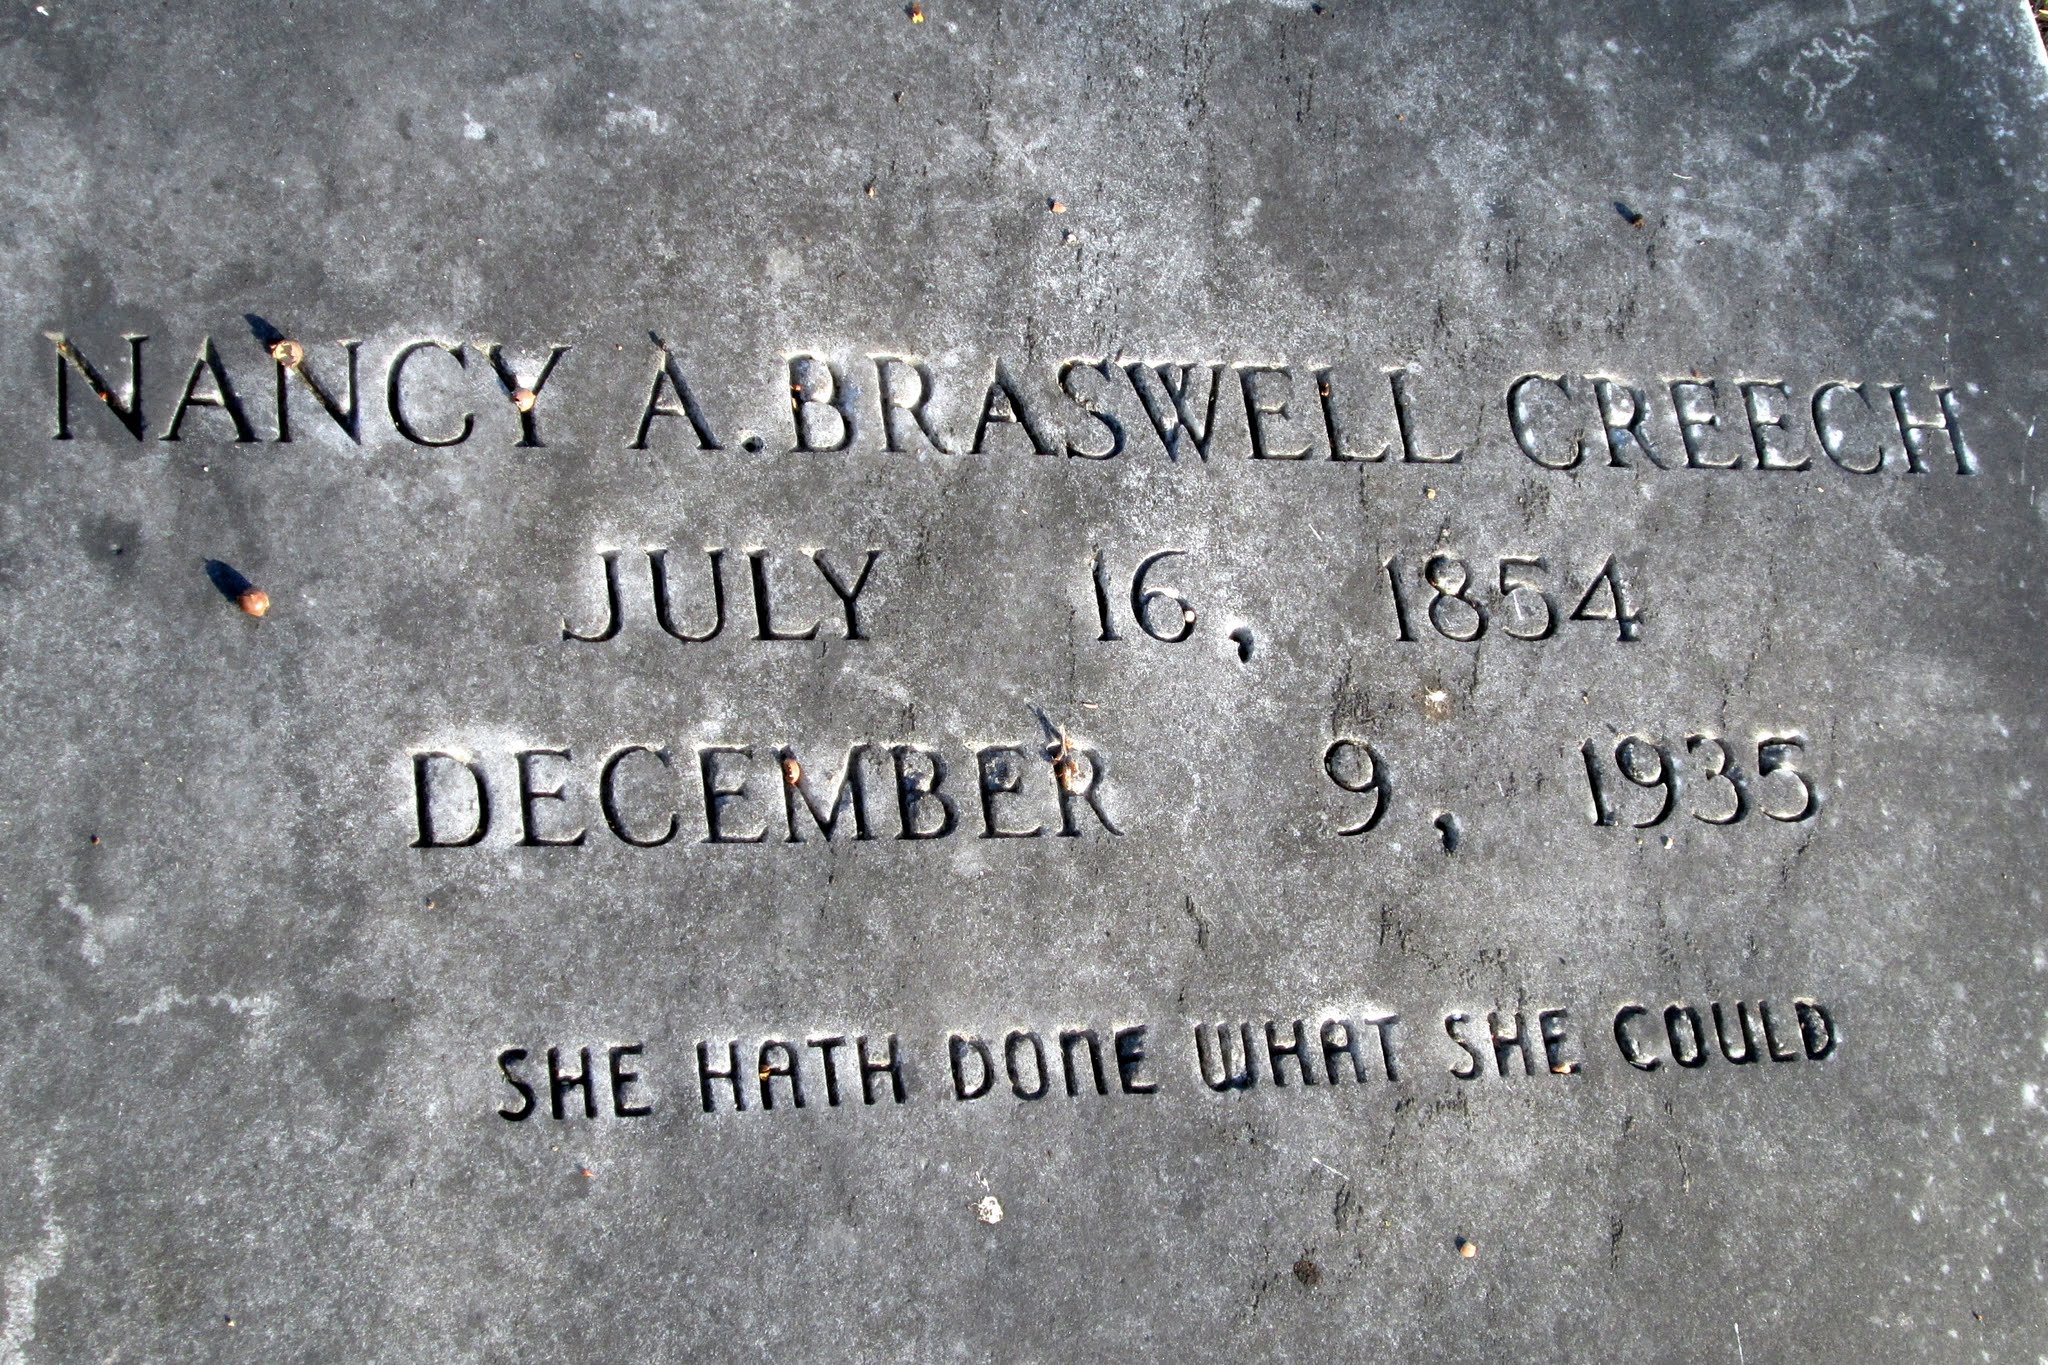 NANCY A. BRASWELL CREECH
JULY 16, 1854
DECEMBER 9, 1935
SHE HATH DONE WHAT SHE COULD